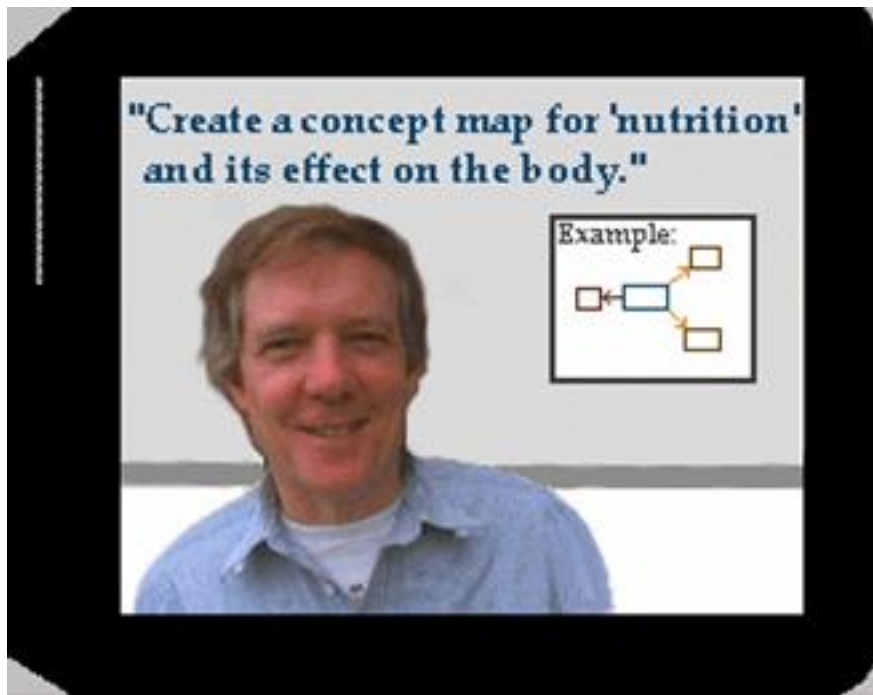 "Create a concept map for 'nutrition'
and its effect on the body."
Example: